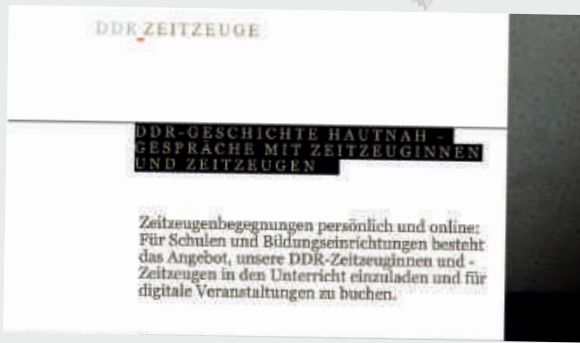 DDR ZEITZEUGE
DDR-GESCHICHTE HAUTNAH -
GESPRÄCHE MIT ZEITZEUGINNEN
UND ZEITZEUGEN
Zeitzeugenbegegnungen persönlich und online:
Für Schulen und Bildungseinrichtungen besteht
das Angebot, unsere DDR-Zeitzeuginnen und -
Zeitzeugen in den Unterricht einzuladen und für
digitale Veranstaltungen zu buchen.